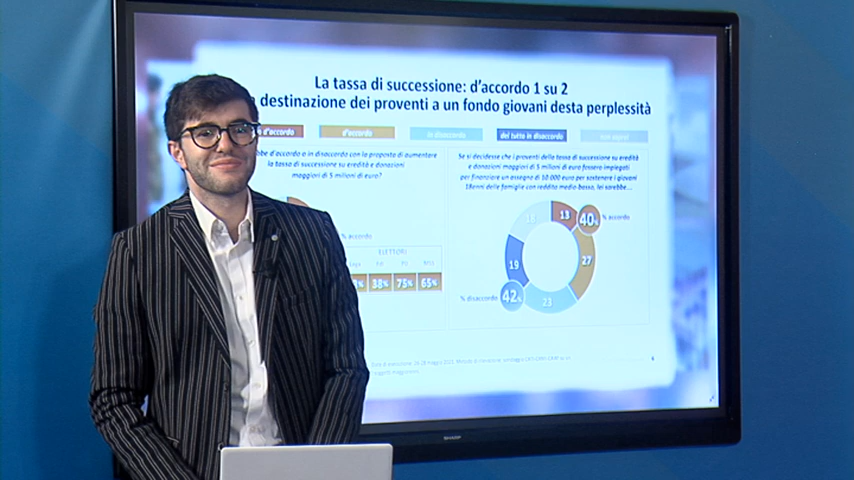 La tassa di successione: d'accordo 1 su 2
destinazione dei proventi a un fondo giovani desta perplessità
d'accordo
d'accordo
in disaccordo
del tutto in disaccordo
non saprei
d'accordo o in disaccordo con la proposta di aumentare
la tassa di successione su eredità e donazioni
maggiori di 5 milioni di euro?
Se si decidesse che i proventi della tassa di successione su eredità
e donazioni maggiori di 5 milioni di euro fossero impiegati
per finanziare un assegno di 10.000 euro per sostenere i giovani
18enni delle famiglie con reddito medio-basso, lei sarebbe...
% accordo
ELETTORI
38% 75% 65%
18 13 40% % accordo
27
19
% disaccordo 42% 23
SHARP